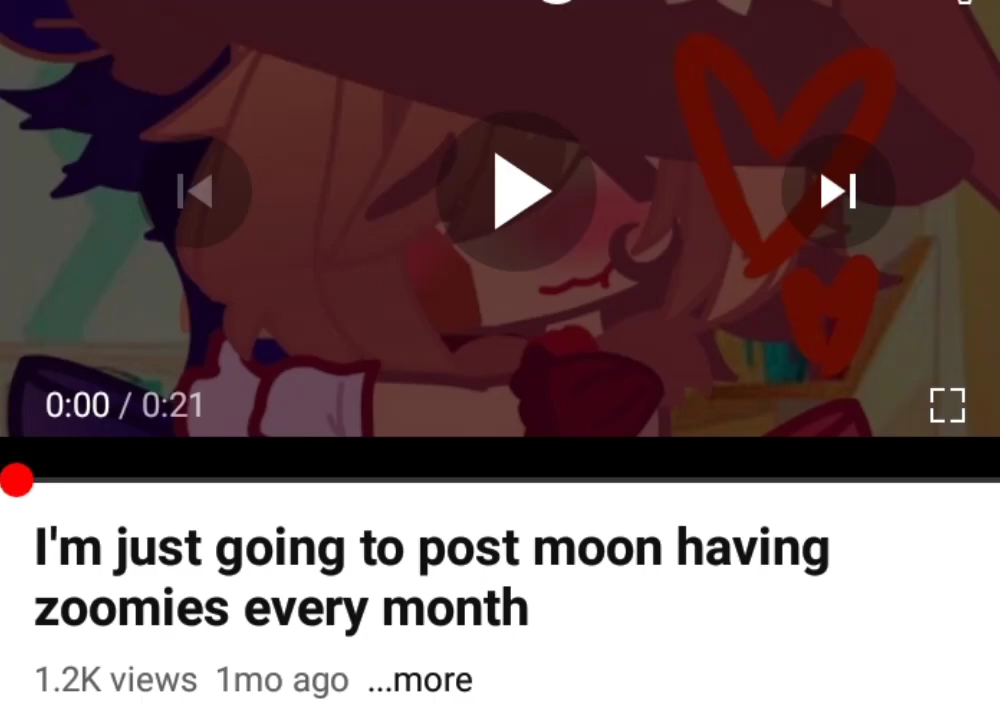 0:00 / 0:21
I'm just going to post moon having
zoomies every month
1.2K views 1mo ago ...more